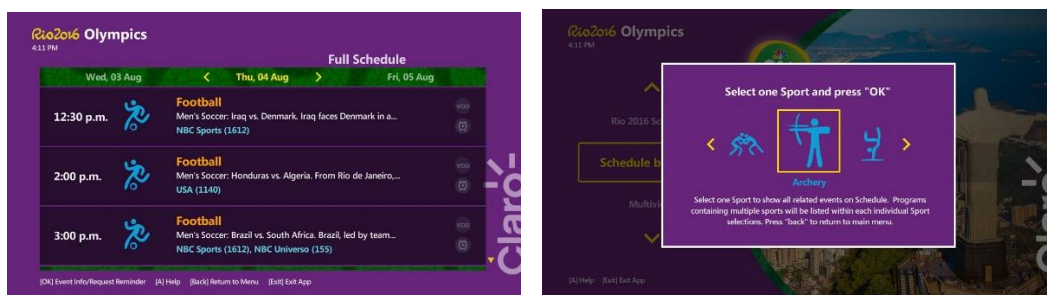 Rio2016 Olympics
4:11 PM
Full Schedule
Wed, 03 Aug < Thu, 04 Aug > Fri, 05 Aug
12:30 p.m.
Football
Men's Soccer: Iraq vs. Denmark. Iraq faces Denmark in a...
NBC Sports (1612)
VOD
2:00 p.m.
Football
Men's Soccer: Honduras vs. Algeria. From Rio de Janeiro,...
USA (1140)
VOD
3:00 p.m.
Football
Men's Soccer: Brazil vs. South Africa. Brazil, led by team...
NBC Sports (1612), NBC Universo (155)
VOD
Claro
[OK] Event Info/Request Reminder [A] Help [Back] Return to Menu [Exit] Exit App
Rio2016 Olympics
4:11 PM
Select one Sport and press "OK"
Rio 2016 Sc
Schedule b
Archery
Multivi
Select one Sport to show all related events on Schedule. Programs
containing multiple sports will be listed within each individual Sport
selections. Press "back" to return to main menu.
Claro
[A] Help [Exit] Exit App